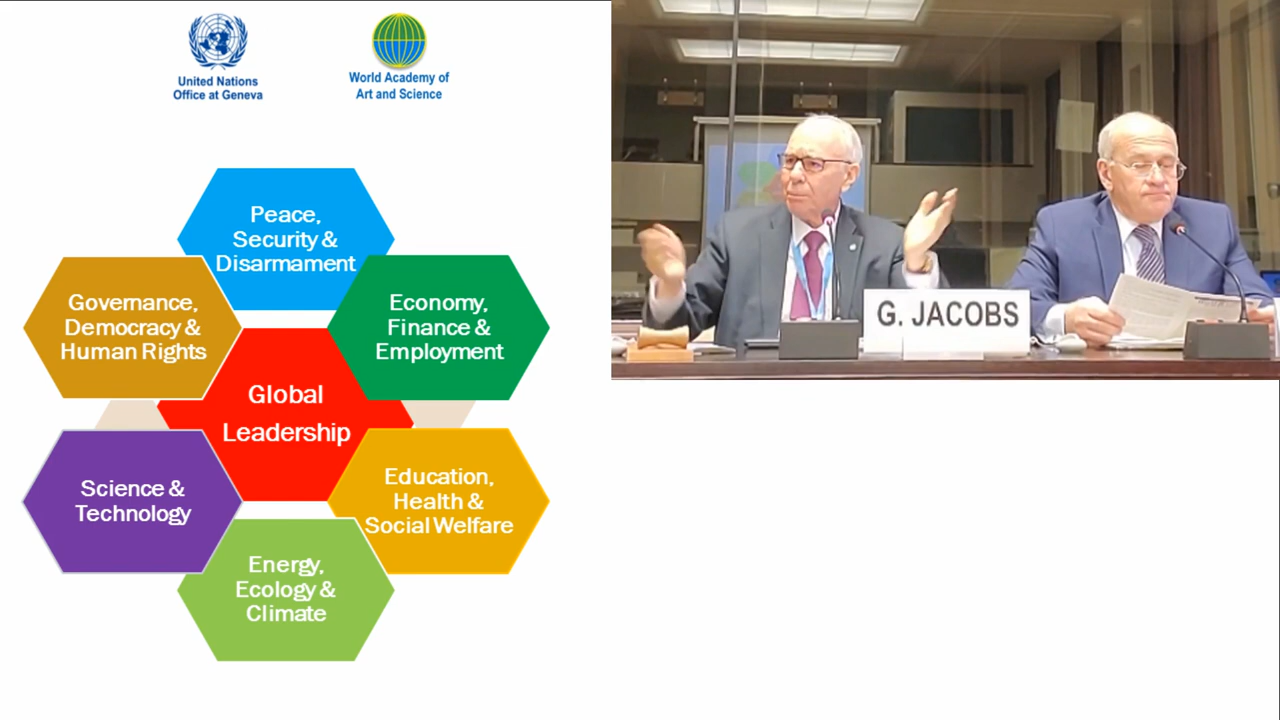 United Nations
Office at Geneva
World Academy of
Art and Science
Peace,
Security &
Disarmament
Governance,
Democracy &
Human Rights
Economy,
Finance &
Employment
Global
Leadership
Science &
Technology
Education,
Health &
Social Welfare
Energy,
Ecology &
Climate
G. JACOBS